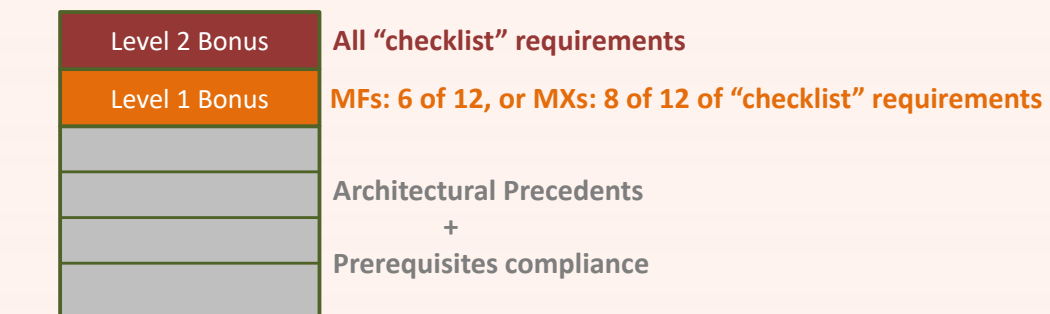 Level 2 Bonus All “checklist” requirements
Level 1 Bonus MFs: 6 of 12, or MXs: 8 of 12 of “checklist” requirements
Architectural Precedents
+
Prerequisites compliance